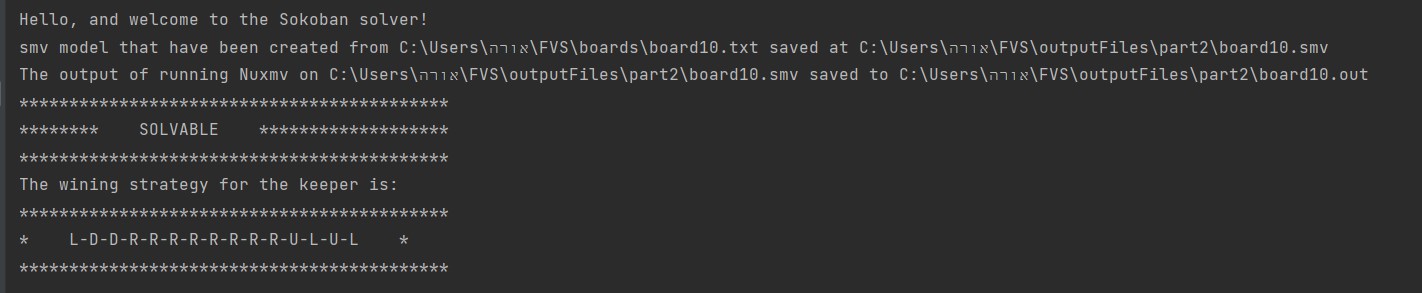 Hello, and welcome to the Sokoban solver!
smv model that have been created from C:\Users\אורה\FVS\boards\board10.txt saved at C:\Users\אורה\FVS\outputFiles\part2\board10.smv
The output of running Nuxmv on C:\Users\אורה\FVS\outputFiles\part2\board10.smv saved to C:\Users\אורה\FVS\outputFiles\part2\board10.out
*******************************************
********    SOLVABLE    *******************
*******************************************
The wining strategy for the keeper is:
*******************************************
*    L-D-D-R-R-R-R-R-R-R-R-U-L-U-L    *
*******************************************